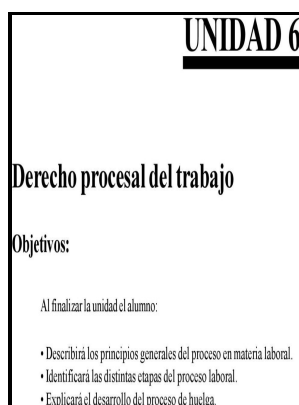 UNIDAD 6
Derecho procesal del trabajo
Objetivos:
Al finalizar la unidad el alumno:
• Describirá los principios generales del proceso en materia laboral.
• Identificará las distintas etapas del proceso laboral.
• Explicará el desarrollo del proceso de huelga.